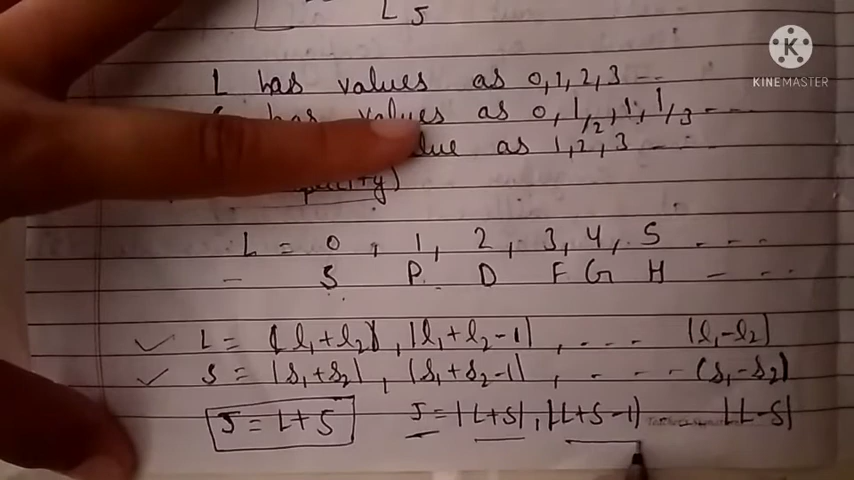 L J
L has values as 0, 1, 2, 3 --
has values as 0, 1/2, 1, 1/3 ---
as 1, 2, 3 ----
L = 0, 1, 2, 3, 4, 5 ...
- S P D F G H - --
✓ L = (l₁+l₂), |l₁+l₂-1|, .... |l₁-l₂|
✓ s = |s₁+s₂|, (s₁+s₂-1|, ----- (s₁-s₂)
J = L+S J = |L+S|, |L+S-1| |L-S|
K
KINEMASTER